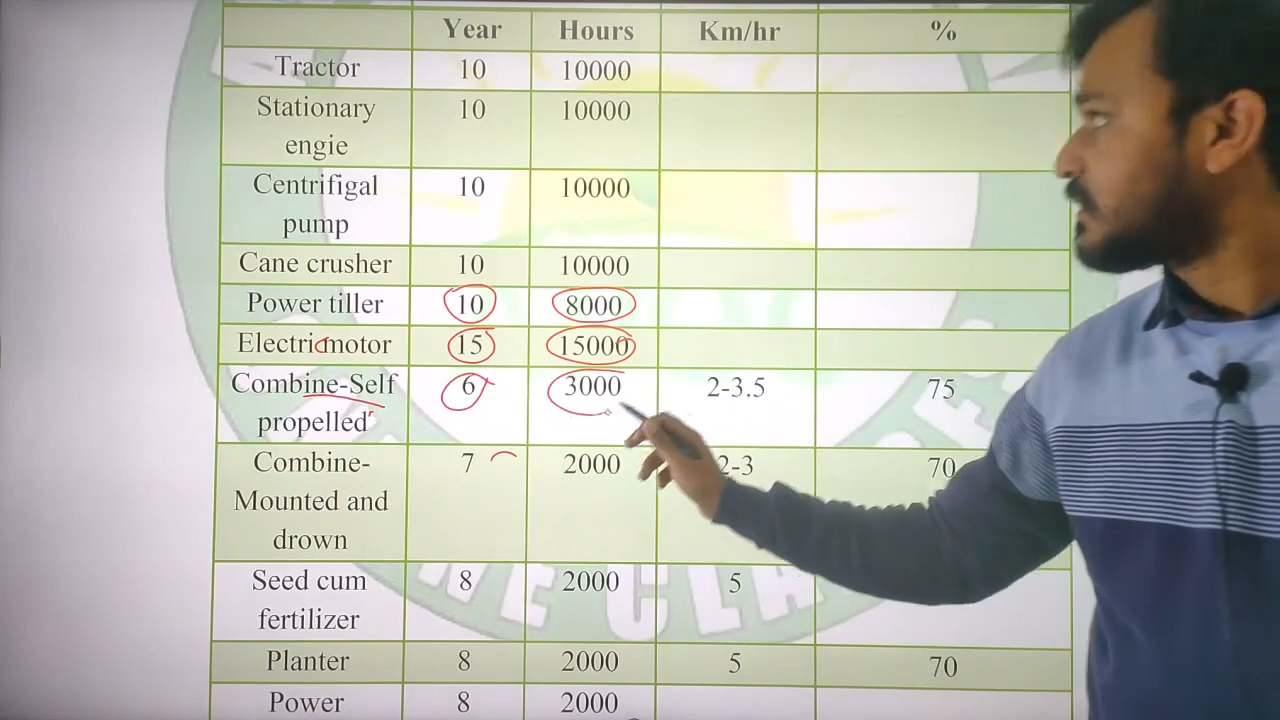 Year Hours Km/hr %
Tractor 10 10000
Stationary 10 10000
engie
Centrifigal 10 10000
pump
Cane crusher 10 10000
Power tiller 10 8000
Electric motor 15 15000
Combine-Self 6 3000 2-3.5 75
propelled
Combine- 7 2000 2-3 70
Mounted and
drown
Seed cum 8 2000 5
fertilizer
Planter 8 2000 5 70
Power 8 2000